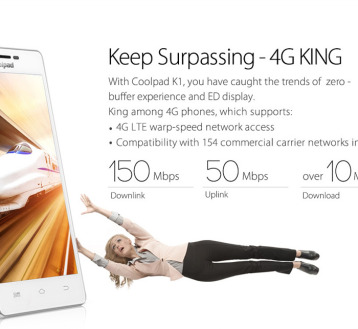 Keep Surpassing - 4G KING
With Coolpad K1, you have caught the trends of zero -
buffer experience and ED display.
King among 4G phones, which supports:
• 4G LTE warp-speed network access
• Compatibility with 154 commercial carrier networks in
150 Mbps 50 Mbps over 10 M
Downlink Uplink Download